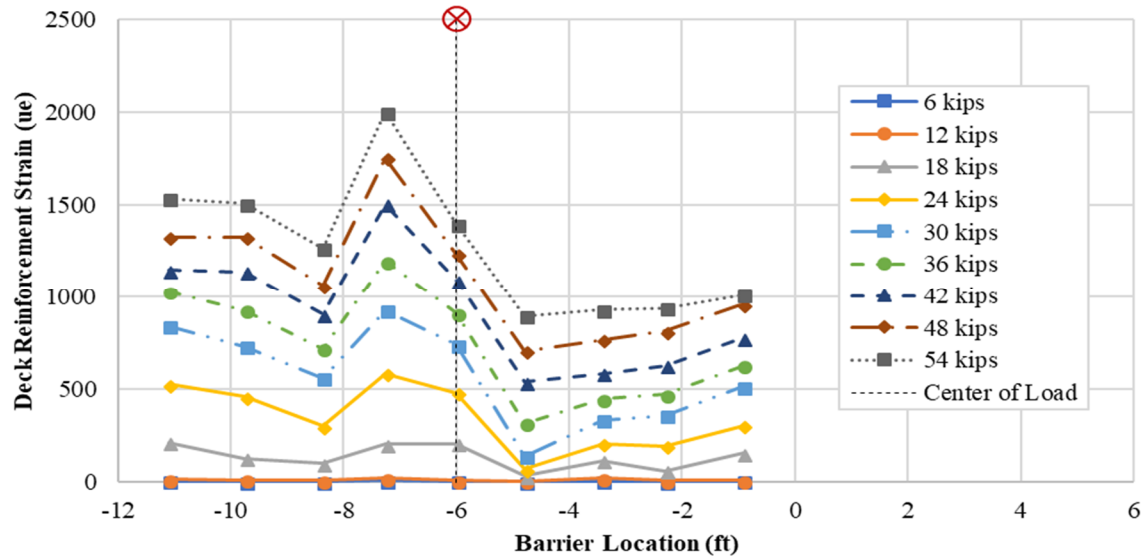 Deck Reinforcement Strain (ue)
2500
2000
1500
1000
500
0
-12
-10
-8
-6
-4
-2
0
2
4
6
Barrier Location (ft)
6 kips
12 kips
18 kips
24 kips
30 kips
36 kips
42 kips
48 kips
54 kips
Center of Load